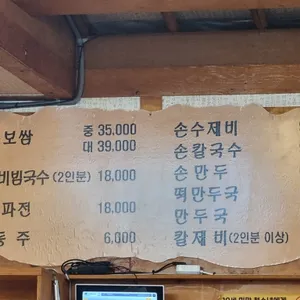 보쌈 중 35,000
대 39,000
비빔국수 (2인분) 18,000
파전 18,000
동 주 6,000
손수제비
손칼국수
손 만 두
떡만두국
만 두 국
칼 제 비 (2인분 이상)